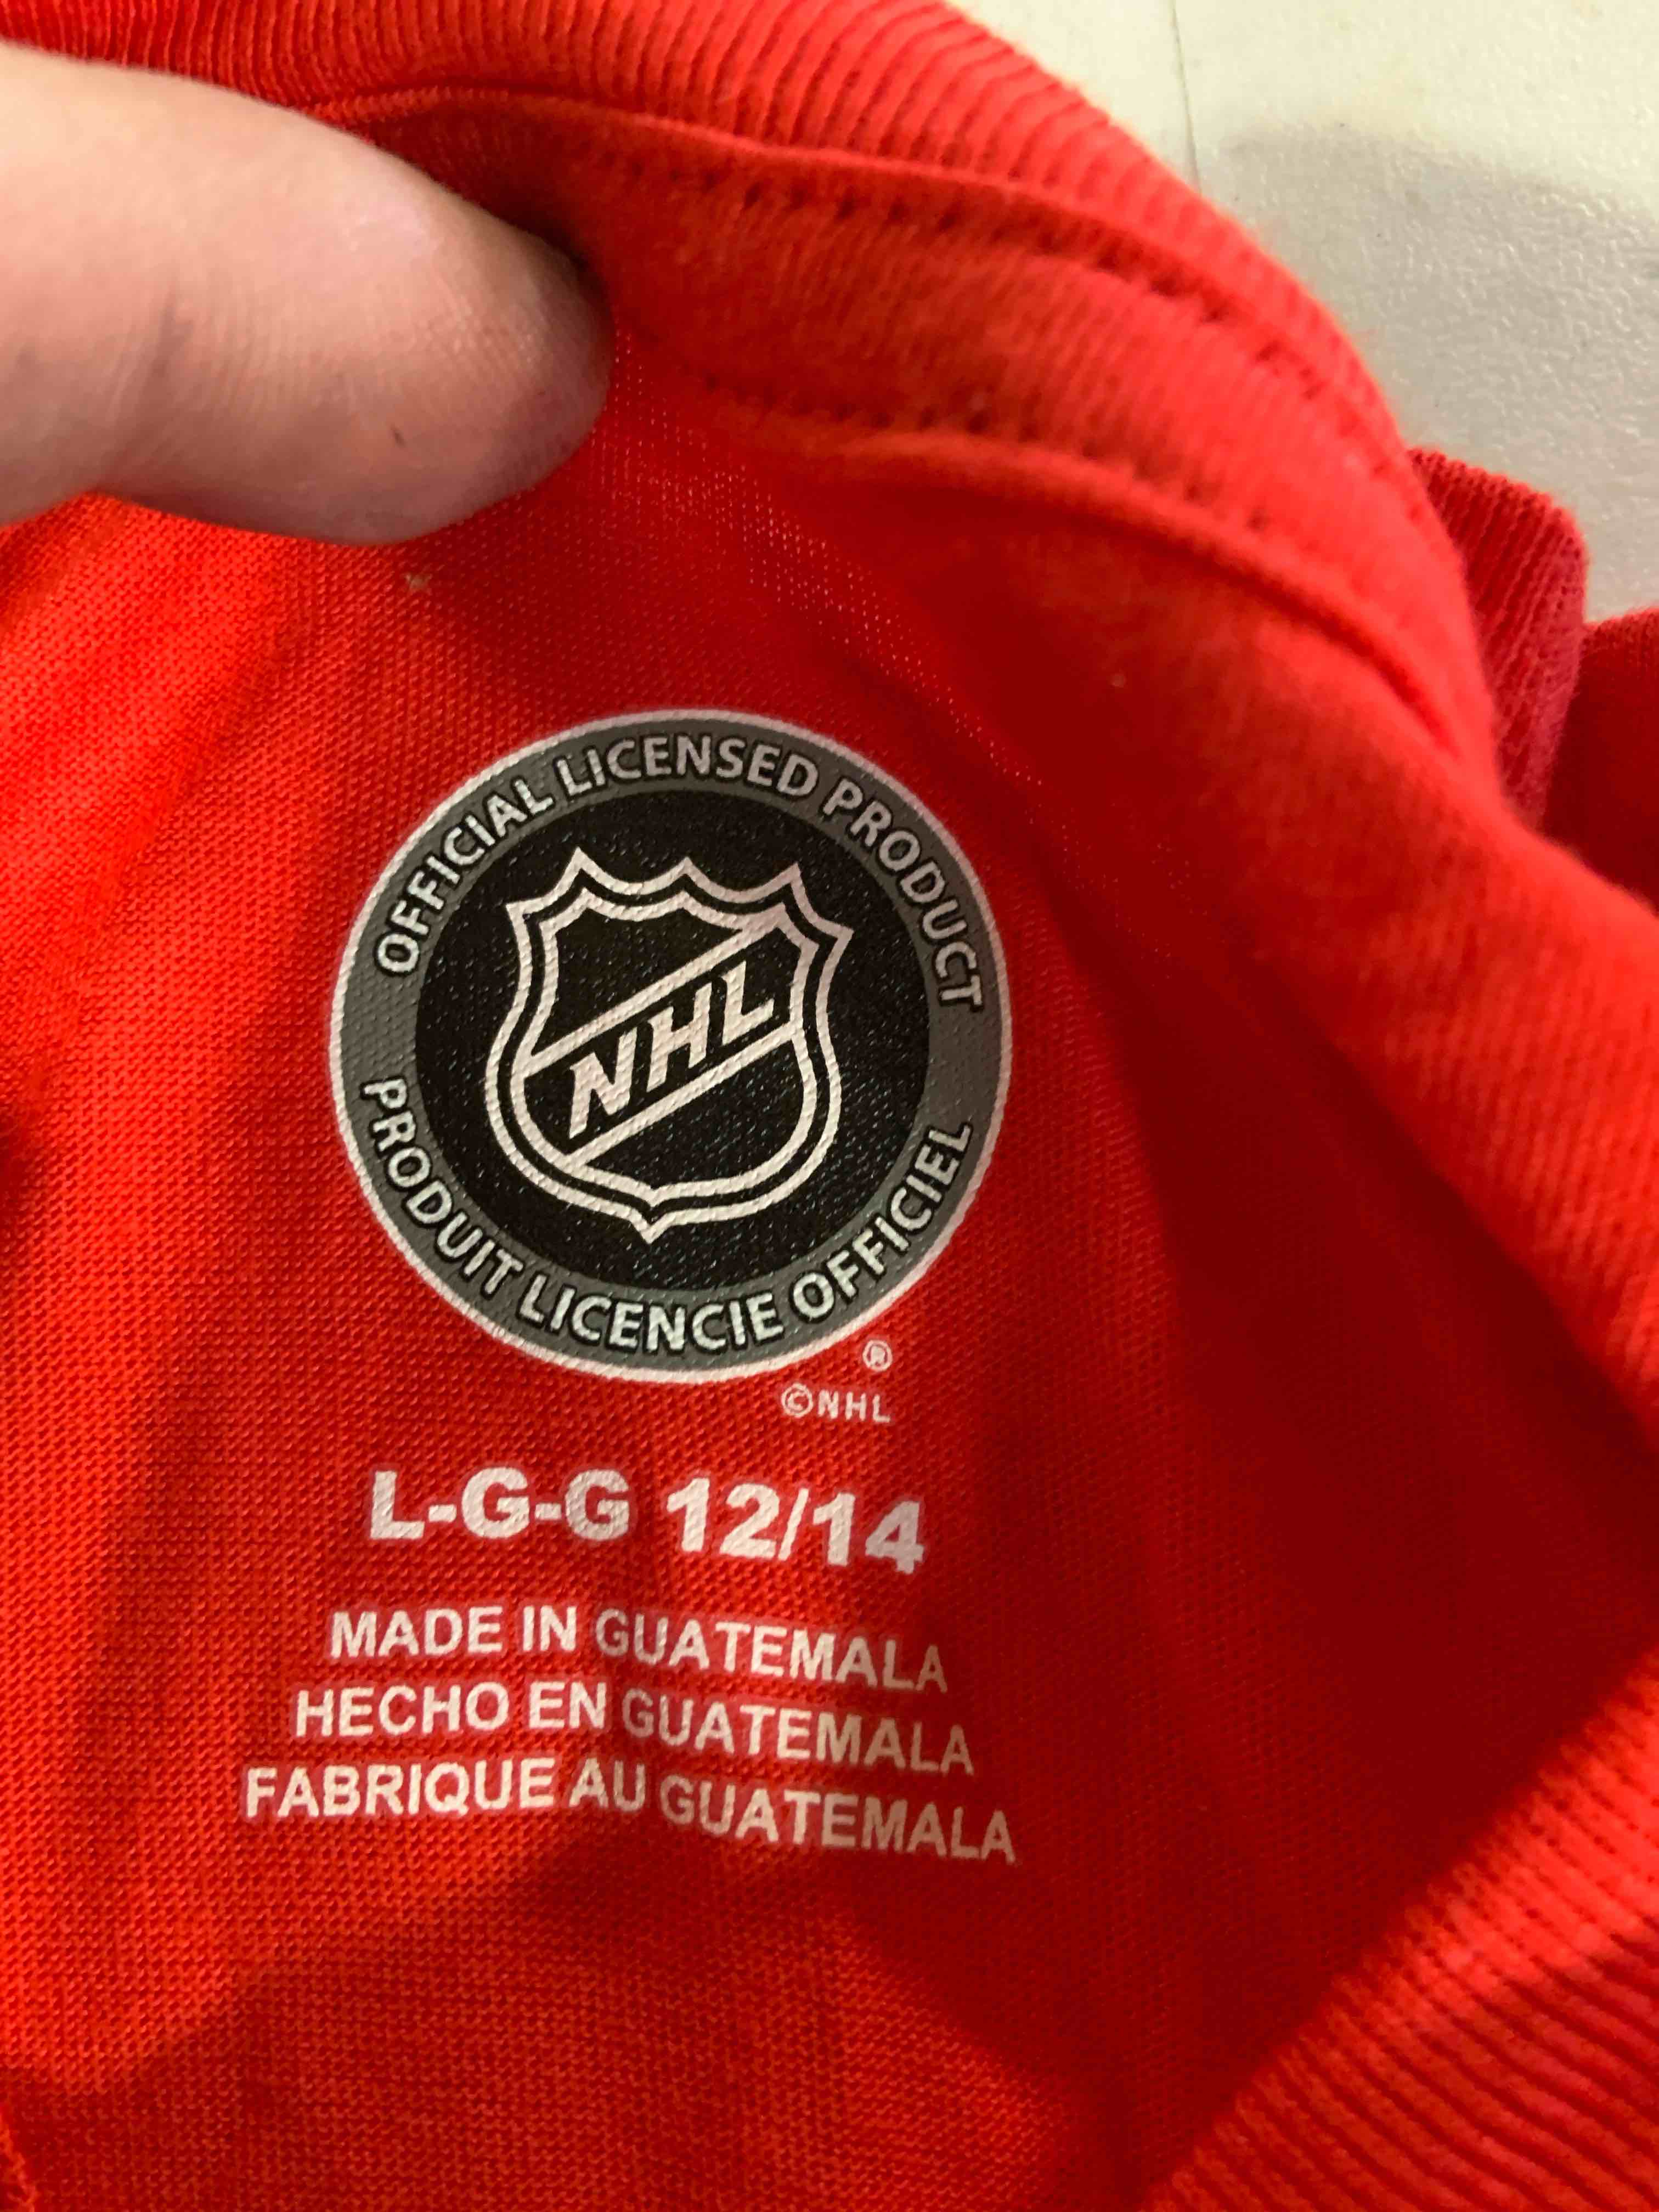 OFFICIAL LICENSED PRODUCT
NHL
PRODUIT LICENCIE OFFICIEL
®
©NHL
L-G-G 12/14
MADE IN GUATEMALA
HECHO EN GUATEMALA
FABRIQUE AU GUATEMALA